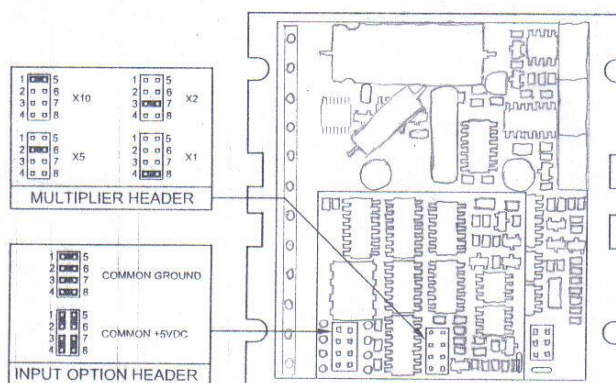 1 5
2 6 X10
3 7
4 8
1 5
2 6 X2
3 7
4 8
1 5
2 6 X5
3 7
4 8
1 5
2 6 X1
3 7
4 8
MULTIPLIER HEADER
1 5
2 6 COMMON GROUND
3 7
4 8
1 5
2 6 COMMON +5VDC
3 7
4 8
INPUT OPTION HEADER